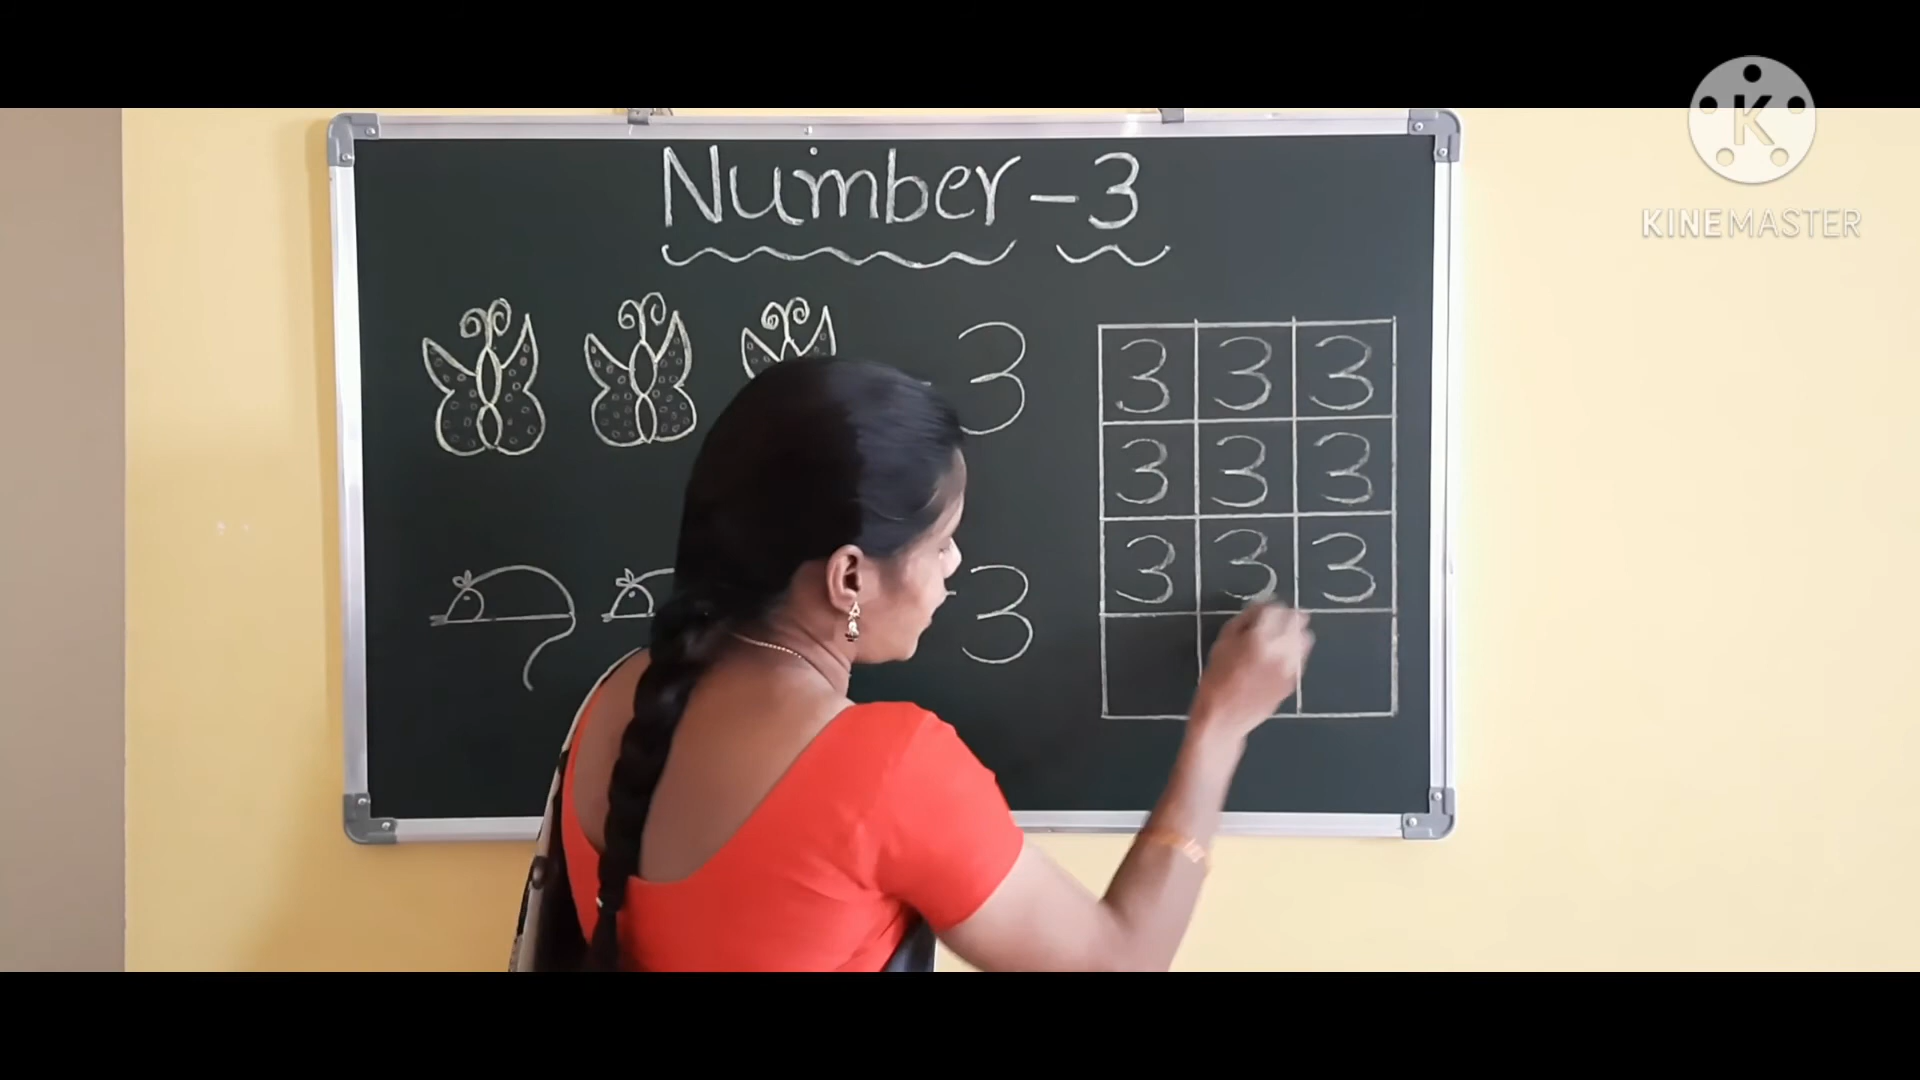 Number - 3
3
3 3 3
3 3 3
- 3
3 3 3
K
KINEMASTER